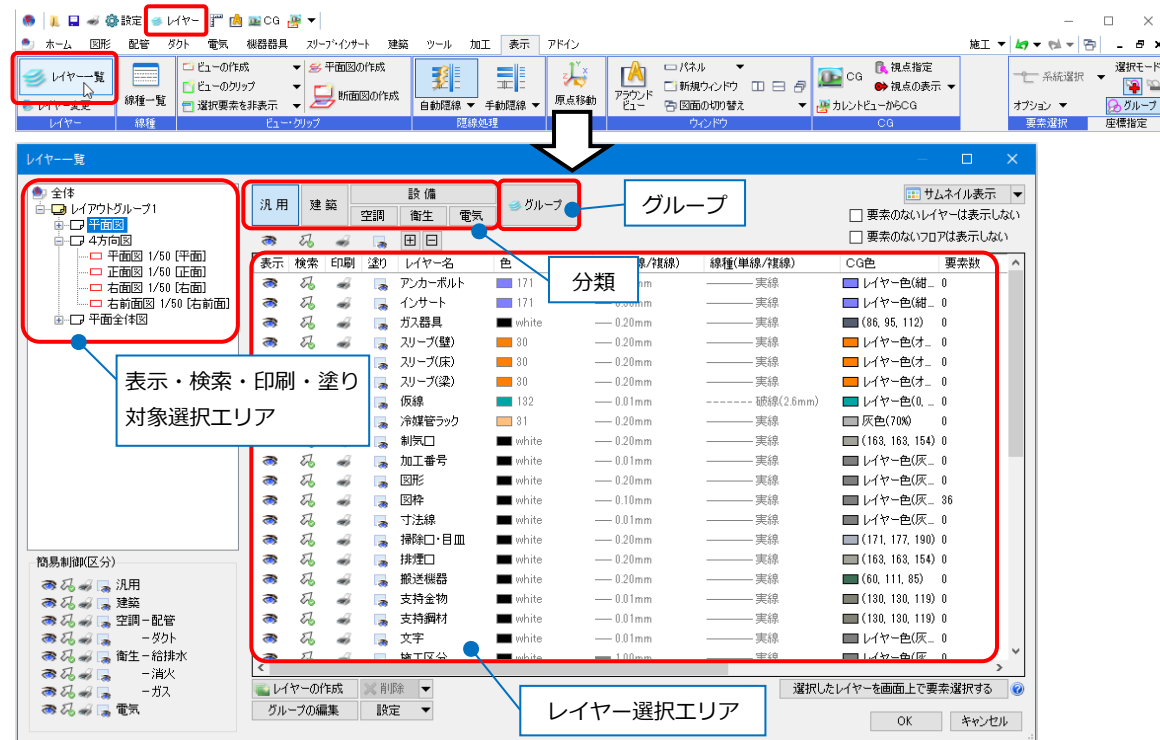 設定 レイヤー CG
ホーム 図形 配管 ダクト 電気 機器器具 スリーブ・インサート 建築 ツール 加工 表示 アドイン 施工
レイヤー一覧
レイヤー変更
レイヤー
線種一覧
線種
ビューの作成
ビューのクリップ
選択要素を非表示
平面図の作成
断面図の作成
ビュー・クリップ
自動隠線 手動隠線
隠線処理
原点移動
アラウンドビュー
パネル
新規ウィンドウ
図面の切り替え
ウィンドウ
CG
視点指定
視点の表示
カレントビューからCG
CG
系統選択
オプション
要素選択
選択モード
グループ
座標指定
レイヤー一覧
全体
レイアウトグループ1
平面図
4方向図
平面図 1/50 [平面]
正面図 1/50 [正面]
右面図 1/50 [右面]
右前面図 1/50 [右前面]
平面全体図
汎用 建築 設備
空調 衛生 電気
グループ
グループ
分類
サムネイル表示
要素のないレイヤーは表示しない
要素のないフロアは表示しない
表示 検索 印刷 塗り レイヤー名 色 線種(単線/複線) CG色 要素数
アンカーボルト 171 実線 レイヤー色(紺... 0
インサート 171 実線 レイヤー色(紺... 0
ガス器具 white 0.20mm 実線 (86, 95, 112) 0
スリーブ(壁) 30 0.20mm 実線 レイヤー色(オ... 0
スリーブ(床) 30 0.20mm 実線 レイヤー色(オ... 0
スリーブ(梁) 30 0.20mm 実線 レイヤー色(オ... 0
仮線 132 0.01mm 破線(2.6mm) レイヤー色(0, ... 0
冷媒管ラック 31 0.20mm 実線 灰色(70%) 0
制気口 white 0.20mm 実線 (163, 163, 154) 0
加工番号 white 0.01mm 実線 レイヤー色(灰... 0
図形 white 0.20mm 実線 レイヤー色(灰... 0
図枠 white 0.10mm 実線 レイヤー色(灰... 36
寸法線 white 0.01mm 実線 レイヤー色(灰... 0
掃除口・目皿 white 0.20mm 実線 (171, 177, 190) 0
排煙口 white 0.20mm 実線 (163, 163, 154) 0
搬送機器 white 0.20mm 実線 (60, 111, 85) 0
支持金物 white 0.01mm 実線 (130, 130, 119) 0
支持鋼材 white 0.01mm 実線 (130, 130, 119) 0
文字 white 0.01mm 実線 レイヤー色(灰... 0
施工区分 white 1.00mm 実線 レイヤー色(灰... 0
表示・検索・印刷・塗り
対象選択エリア
簡易制御(区分)
汎用
建築
空調－配管
－ダクト
衛生－給排水
－消火
－ガス
電気
レイヤーの作成 削除
グループの編集 設定
レイヤー選択エリア
選択したレイヤーを画面上で要素選択する
OK キャンセル